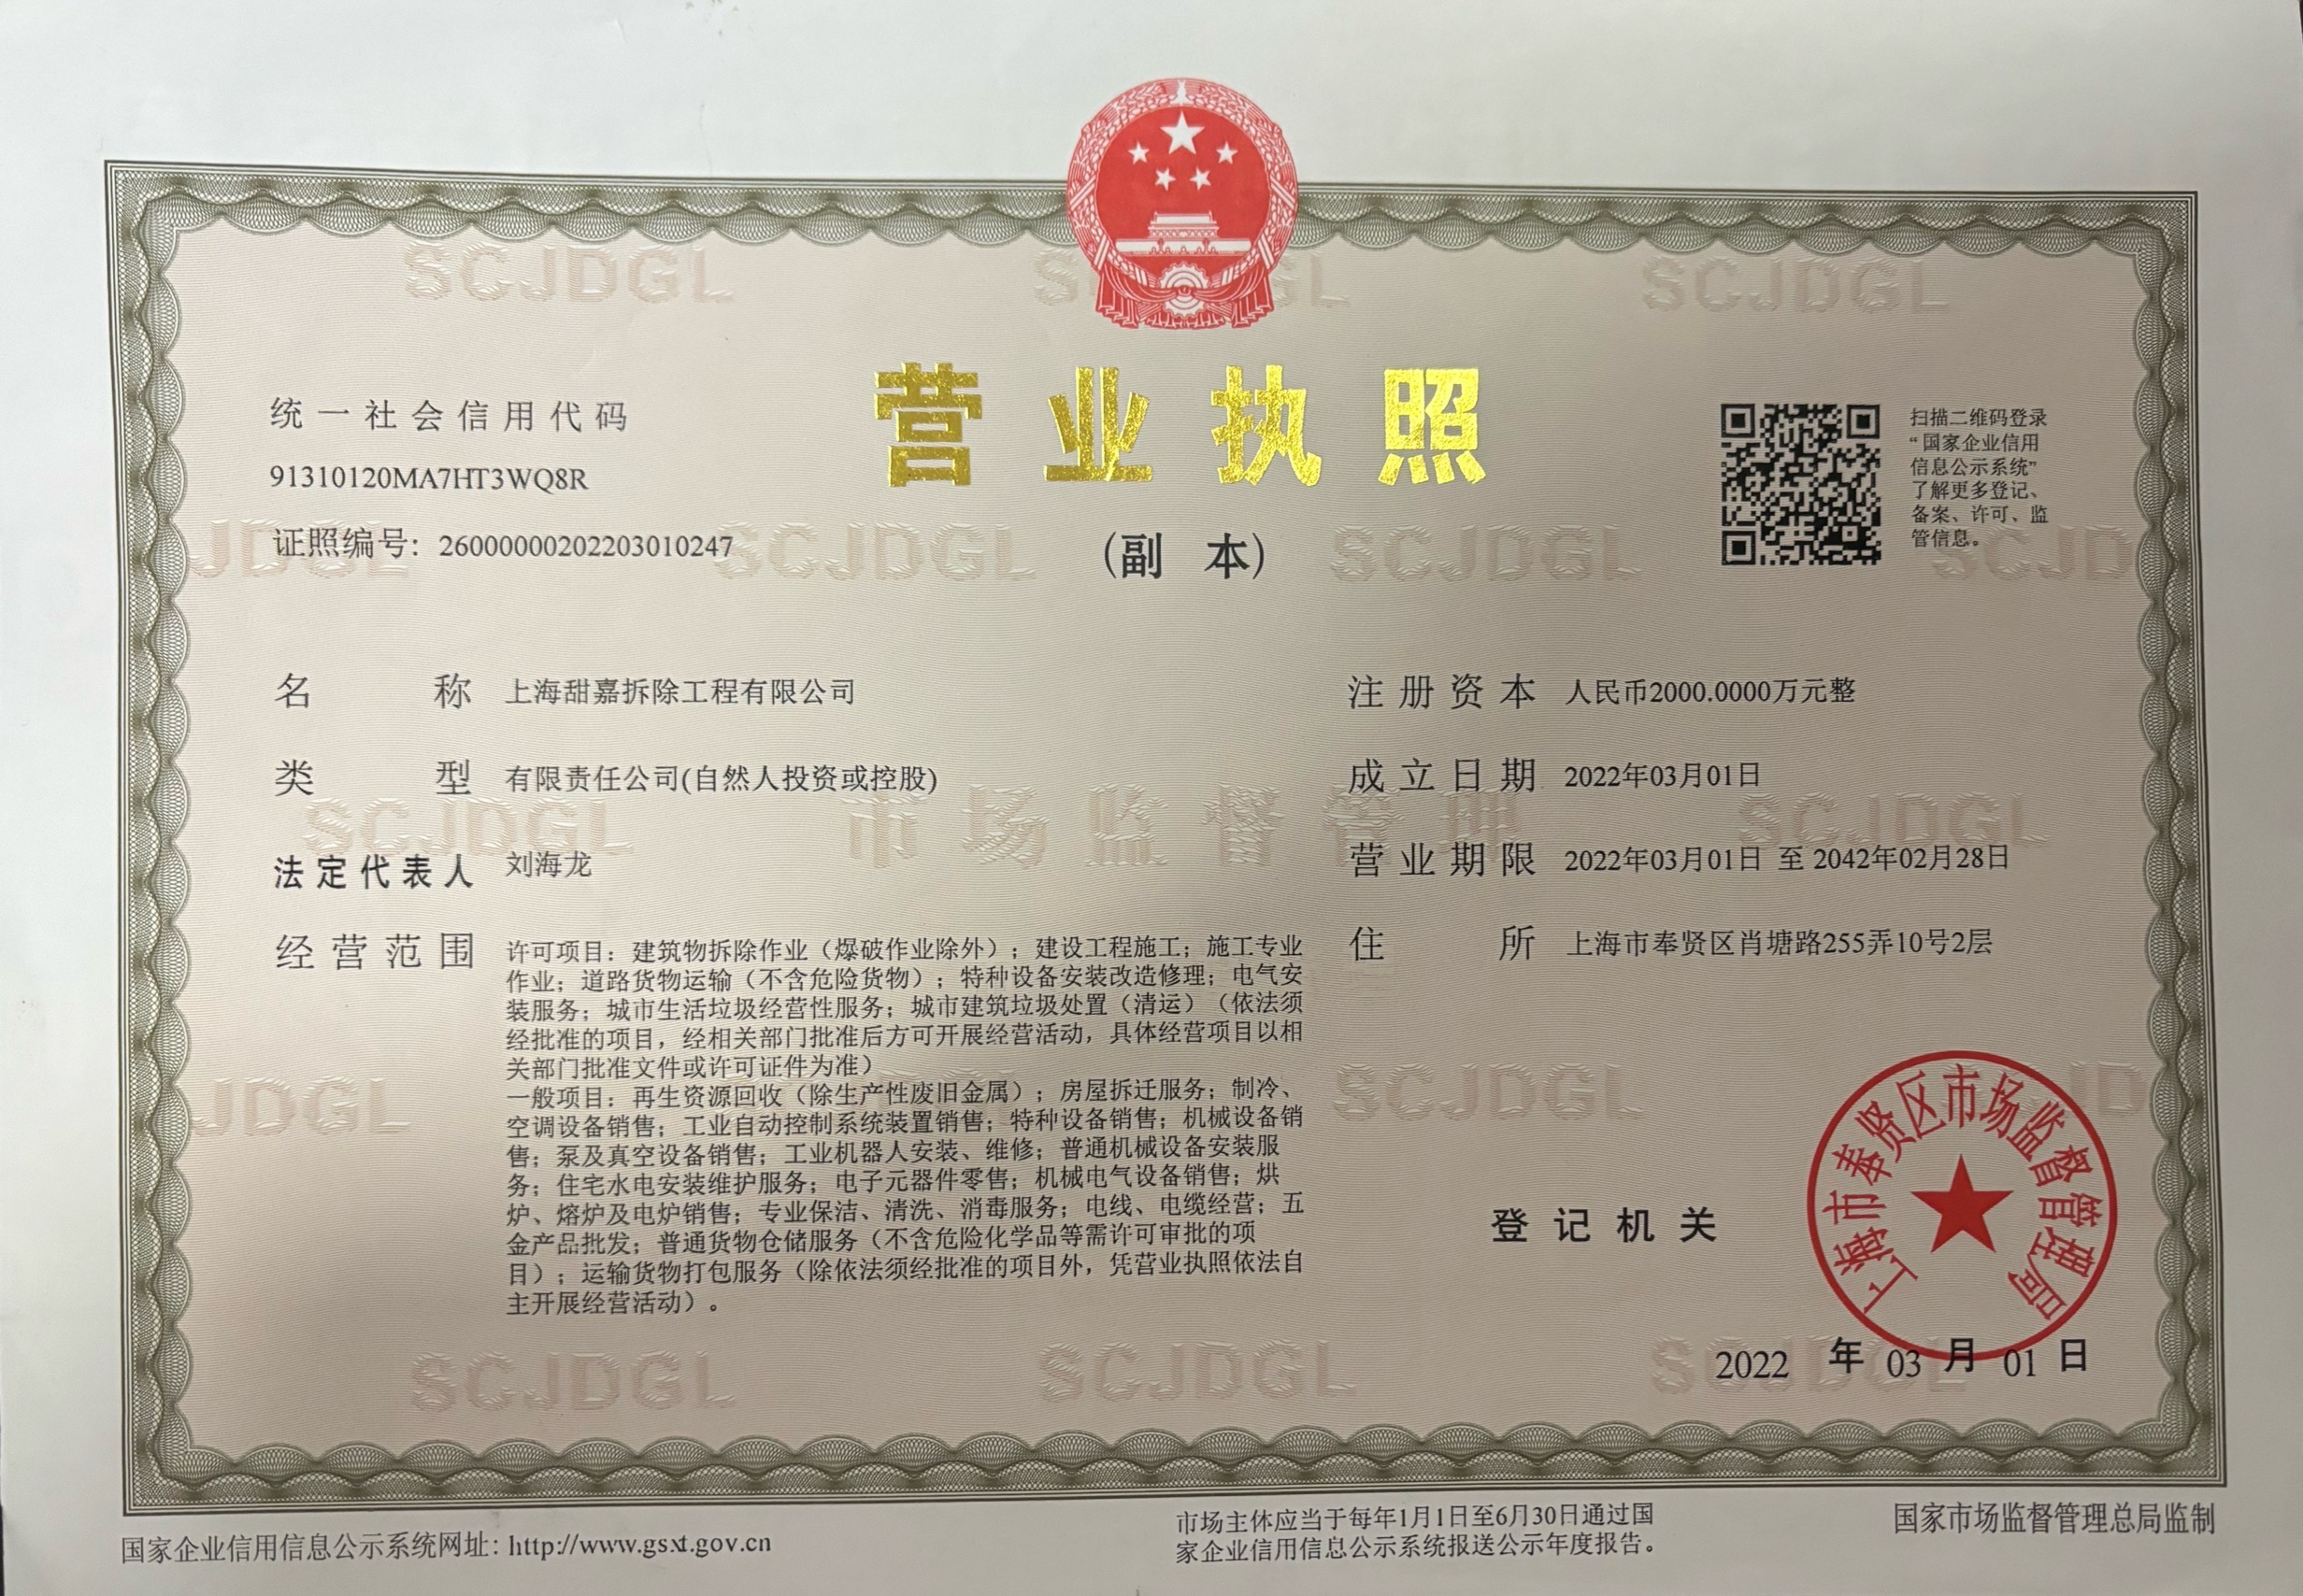 营业执照
(副 本)
统一社会信用代码
91310120MA7HT3WQ8R
证照编号: 26000000202203010247
扫描二维码登录
“国家企业信用
信息公示系统”
了解更多登记、
备案、许可、监
管信息。
名 称 上海甜嘉拆除工程有限公司
类 型 有限责任公司(自然人投资或控股)
法定代表人 刘海龙
经营范围 许可项目：建筑物拆除作业（爆破作业除外）；建设工程施工；施工专业
作业；道路货物运输（不含危险货物）；特种设备安装改造修理；电气安
装服务；城市生活垃圾经营性服务；城市建筑垃圾处置（清运）（依法须
经批准的项目，经相关部门批准后方可开展经营活动，具体经营项目以相
关部门批准文件或许可证件为准）
一般项目：再生资源回收（除生产性废旧金属）；房屋拆迁服务；制冷、
空调设备销售；工业自动控制系统装置销售；特种设备销售；机械设备销
售；泵及真空设备销售；工业机器人安装、维修；普通机械设备安装服
务；住宅水电安装维护服务；电子元器件零售；机械电气设备销售；烘
炉、熔炉及电炉销售；专业保洁、清洗、消毒服务；电线、电缆经营；五
金产品批发；普通货物仓储服务（不含危险化学品等需许可审批的项
目）；运输货物打包服务（除依法须经批准的项目外，凭营业执照依法自
主开展经营活动）。
注册资本 人民币2000.0000万元整
成立日期 2022年03月01日
营业期限 2022年03月01日 至 2042年02月28日
住 所 上海市奉贤区肖塘路255弄10号2层
登记机关
上海市奉贤区市场监督管理局
2022 年 03 月 01 日
SCJDGL
市场监督管理
国家企业信用信息公示系统网址: http://www.gsxt.gov.cn
市场主体应当于每年1月1日至6月30日通过国
家企业信用信息公示系统报送公示年度报告。
国家市场监督管理总局监制